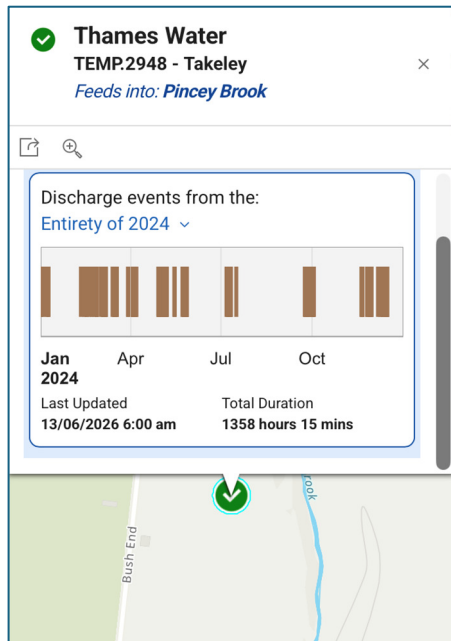 Thames Water
TEMP.2948 - Takeley
Feeds into: Pincey Brook
Discharge events from the:
Entirety of 2024
Jan 2024
Apr
Jul
Oct
Last Updated
13/06/2026 6:00 am
Total Duration
1358 hours 15 mins
Bush End
rook